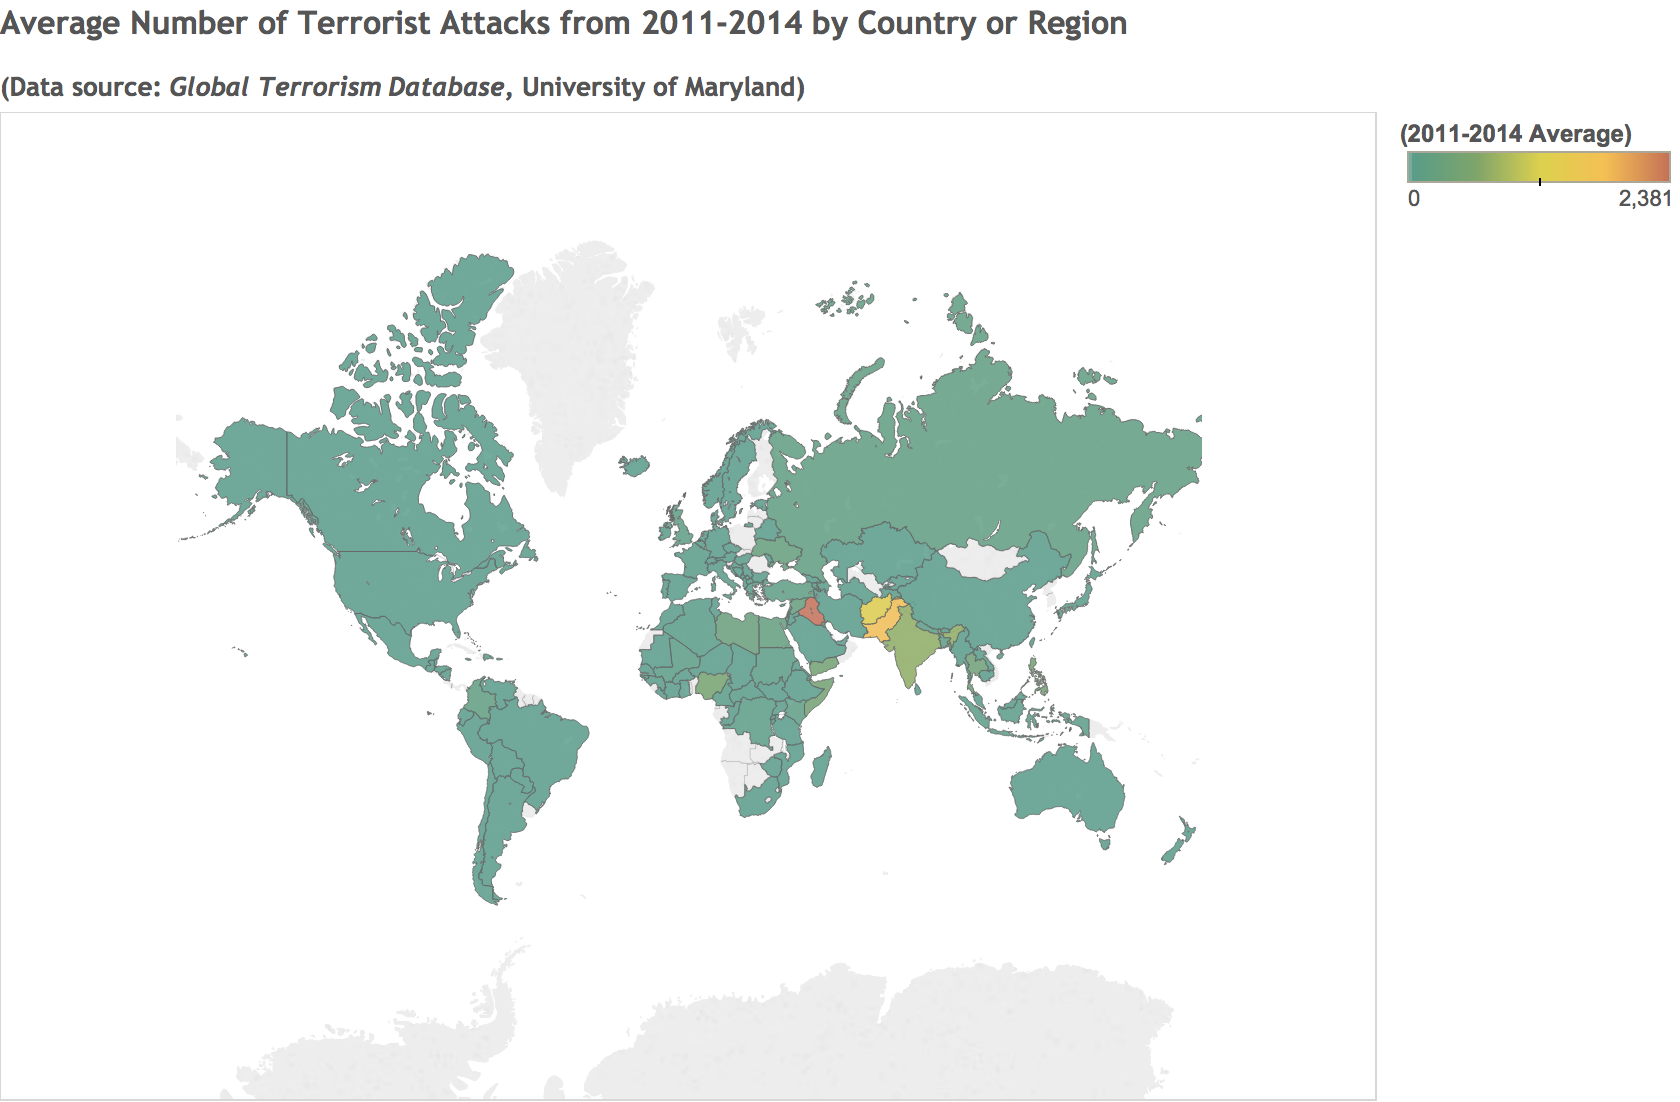 Average Number of Terrorist Attacks from 2011-2014 by Country or Region
(Data source: Global Terrorism Database, University of Maryland)
(2011-2014 Average)
0 2,381